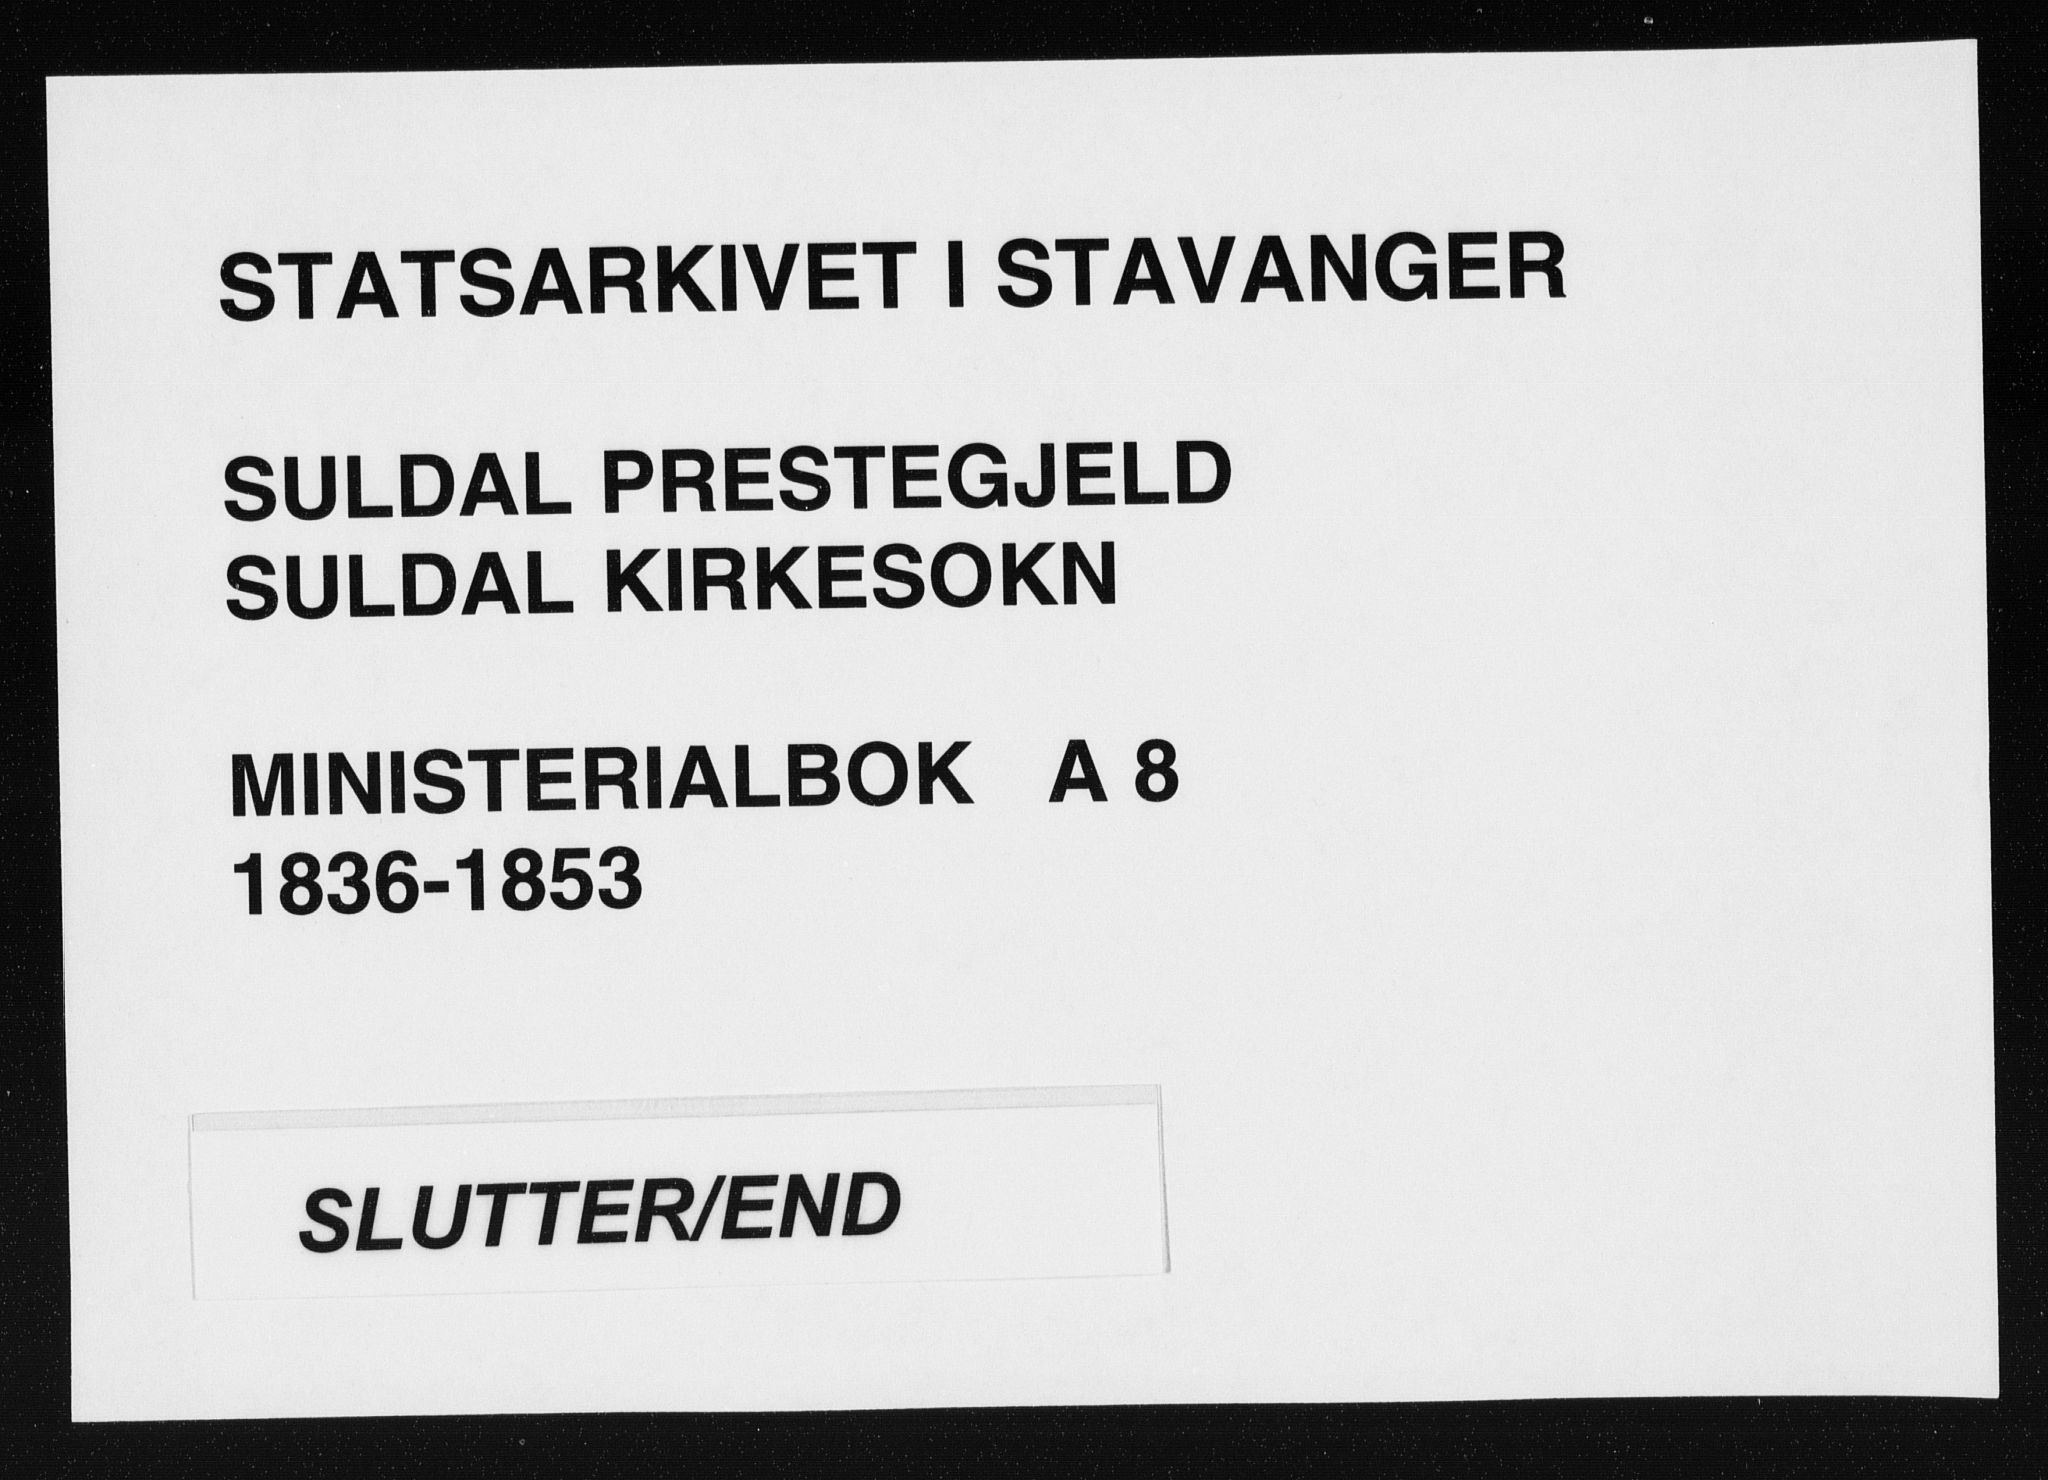 STATSARKIVET I STAVANGER
SULDAL PRESTEGJELD
SULDAL KIRKESOKN
MINISTERIALBOK A 8
1836-1853
SLUTTER/END